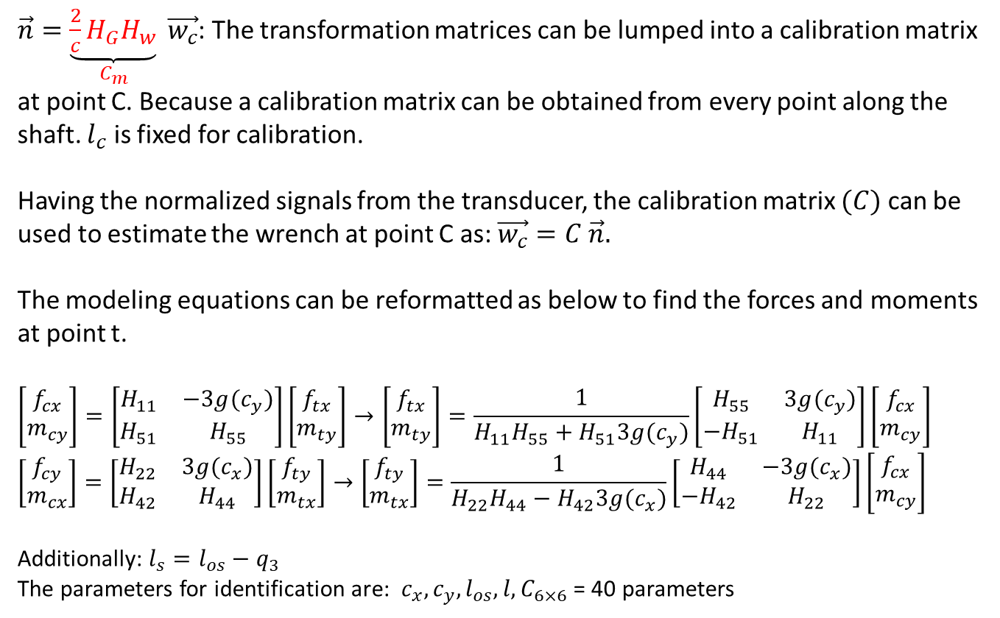 $\vec{n} = \underbrace{\frac{2}{c} H_G H_w}_{C_m} \overrightarrow{w_c}$: The transformation matrices can be lumped into a calibration matrix
at point C. Because a calibration matrix can be obtained from every point along the
shaft. $l_c$ is fixed for calibration.
Having the normalized signals from the transducer, the calibration matrix $(C)$ can be
used to estimate the wrench at point C as: $\overrightarrow{w_c} = C\,\vec{n}$.
The modeling equations can be reformatted as below to find the forces and moments
at point t.
$\begin{bmatrix} f_{cx} \\ m_{cy} \end{bmatrix} = \begin{bmatrix} H_{11} & -3g(c_y) \\ H_{51} & H_{55} \end{bmatrix} \begin{bmatrix} f_{tx} \\ m_{ty} \end{bmatrix} \rightarrow \begin{bmatrix} f_{tx} \\ m_{ty} \end{bmatrix} = \frac{1}{H_{11}H_{55} + H_{51}3g(c_y)} \begin{bmatrix} H_{55} & 3g(c_y) \\ -H_{51} & H_{11} \end{bmatrix} \begin{bmatrix} f_{cx} \\ m_{cy} \end{bmatrix}$
$\begin{bmatrix} f_{cy} \\ m_{cx} \end{bmatrix} = \begin{bmatrix} H_{22} & 3g(c_x) \\ H_{42} & H_{44} \end{bmatrix} \begin{bmatrix} f_{ty} \\ m_{tx} \end{bmatrix} \rightarrow \begin{bmatrix} f_{ty} \\ m_{tx} \end{bmatrix} = \frac{1}{H_{22}H_{44} - H_{42}3g(c_x)} \begin{bmatrix} H_{44} & -3g(c_x) \\ -H_{42} & H_{22} \end{bmatrix} \begin{bmatrix} f_{cx} \\ m_{cy} \end{bmatrix}$
Additionally: $l_s = l_{os} - q_3$
The parameters for identification are: $c_x, c_y, l_{os}, l, C_{6\times6}$ = 40 parameters